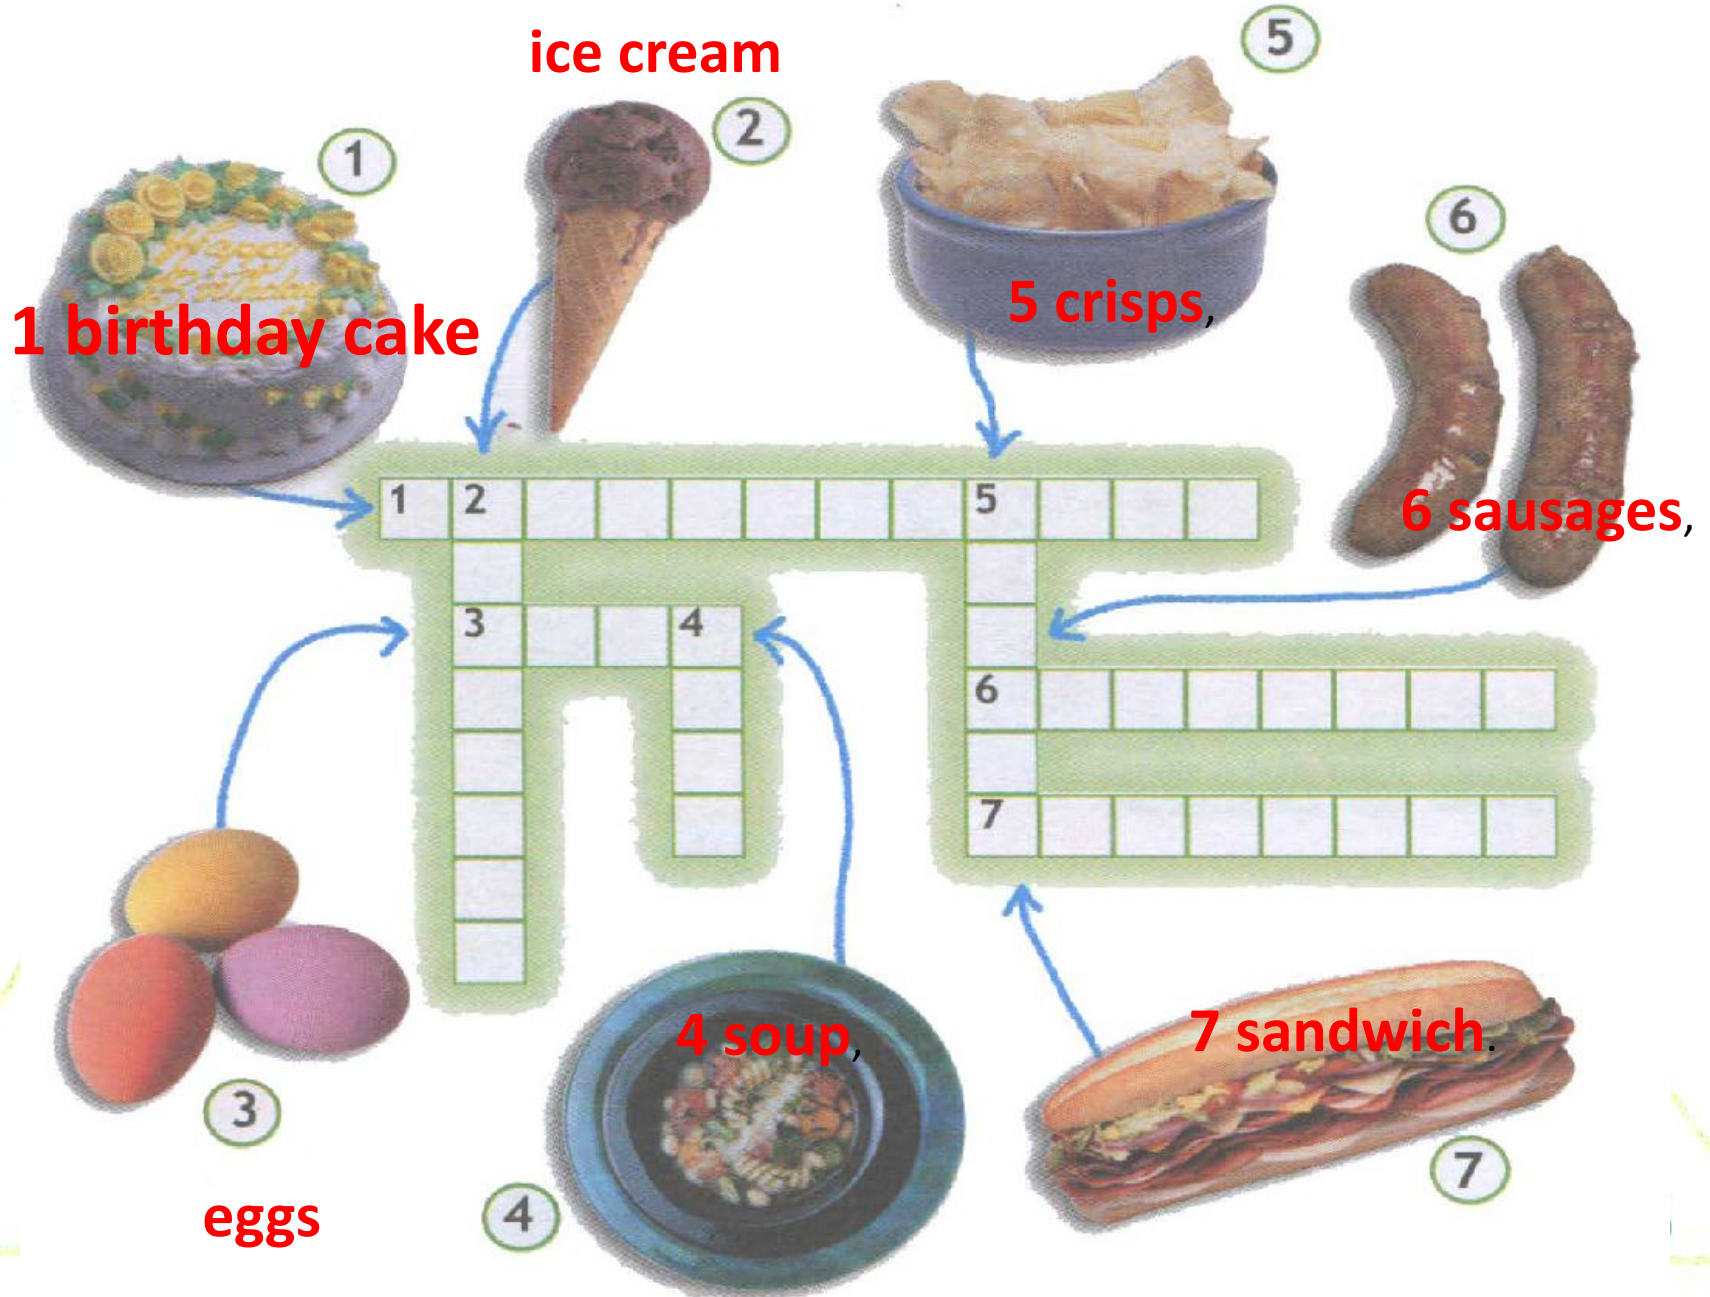 ice cream
5
2
1
6
1 birthday cake
5 crisps,
6 sausages,
1 2 5
3 4
6
7
4 soup,
7 sandwich.
3
7
4
eggs